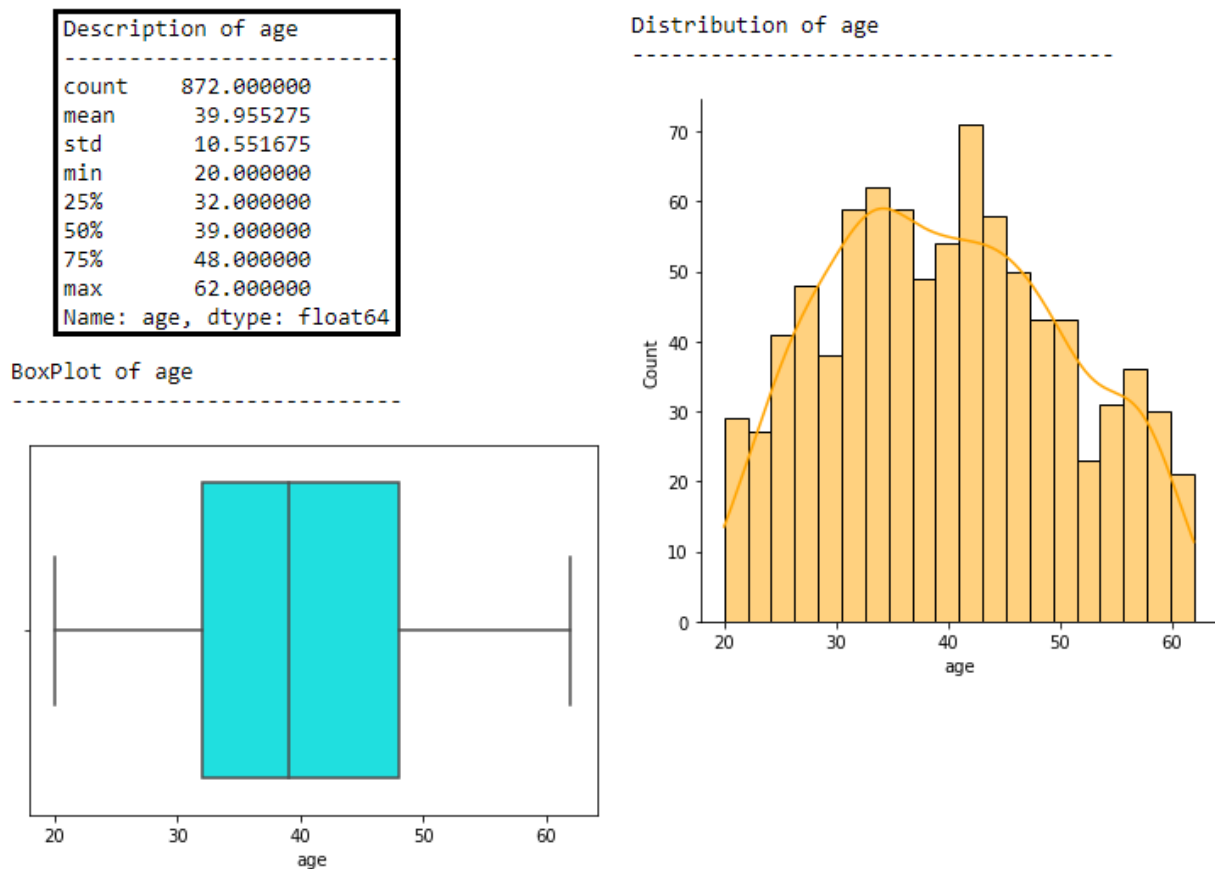 Description of age
--------------------------
count    872.000000
mean      39.955275
std       10.551675
min       20.000000
25%       32.000000
50%       39.000000
75%       48.000000
max       62.000000
Name: age, dtype: float64
BoxPlot of age
------------------------------
20 30 40 50 60
age
Distribution of age
-------------------------------------
70
60
50
40
30
20
10
0
Count
20 30 40 50 60
age